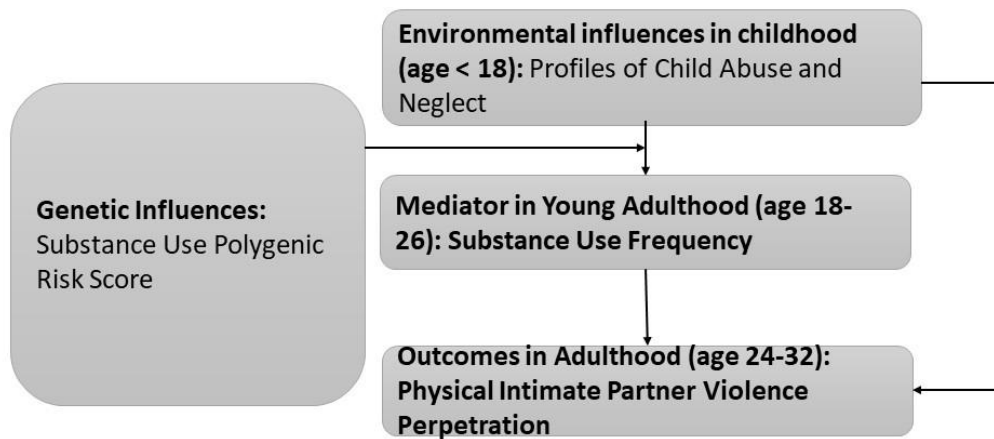 Environmental influences in childhood
(age < 18): Profiles of Child Abuse and
Neglect
Genetic Influences:
Substance Use Polygenic
Risk Score
Mediator in Young Adulthood (age 18-
26): Substance Use Frequency
Outcomes in Adulthood (age 24-32):
Physical Intimate Partner Violence
Perpetration